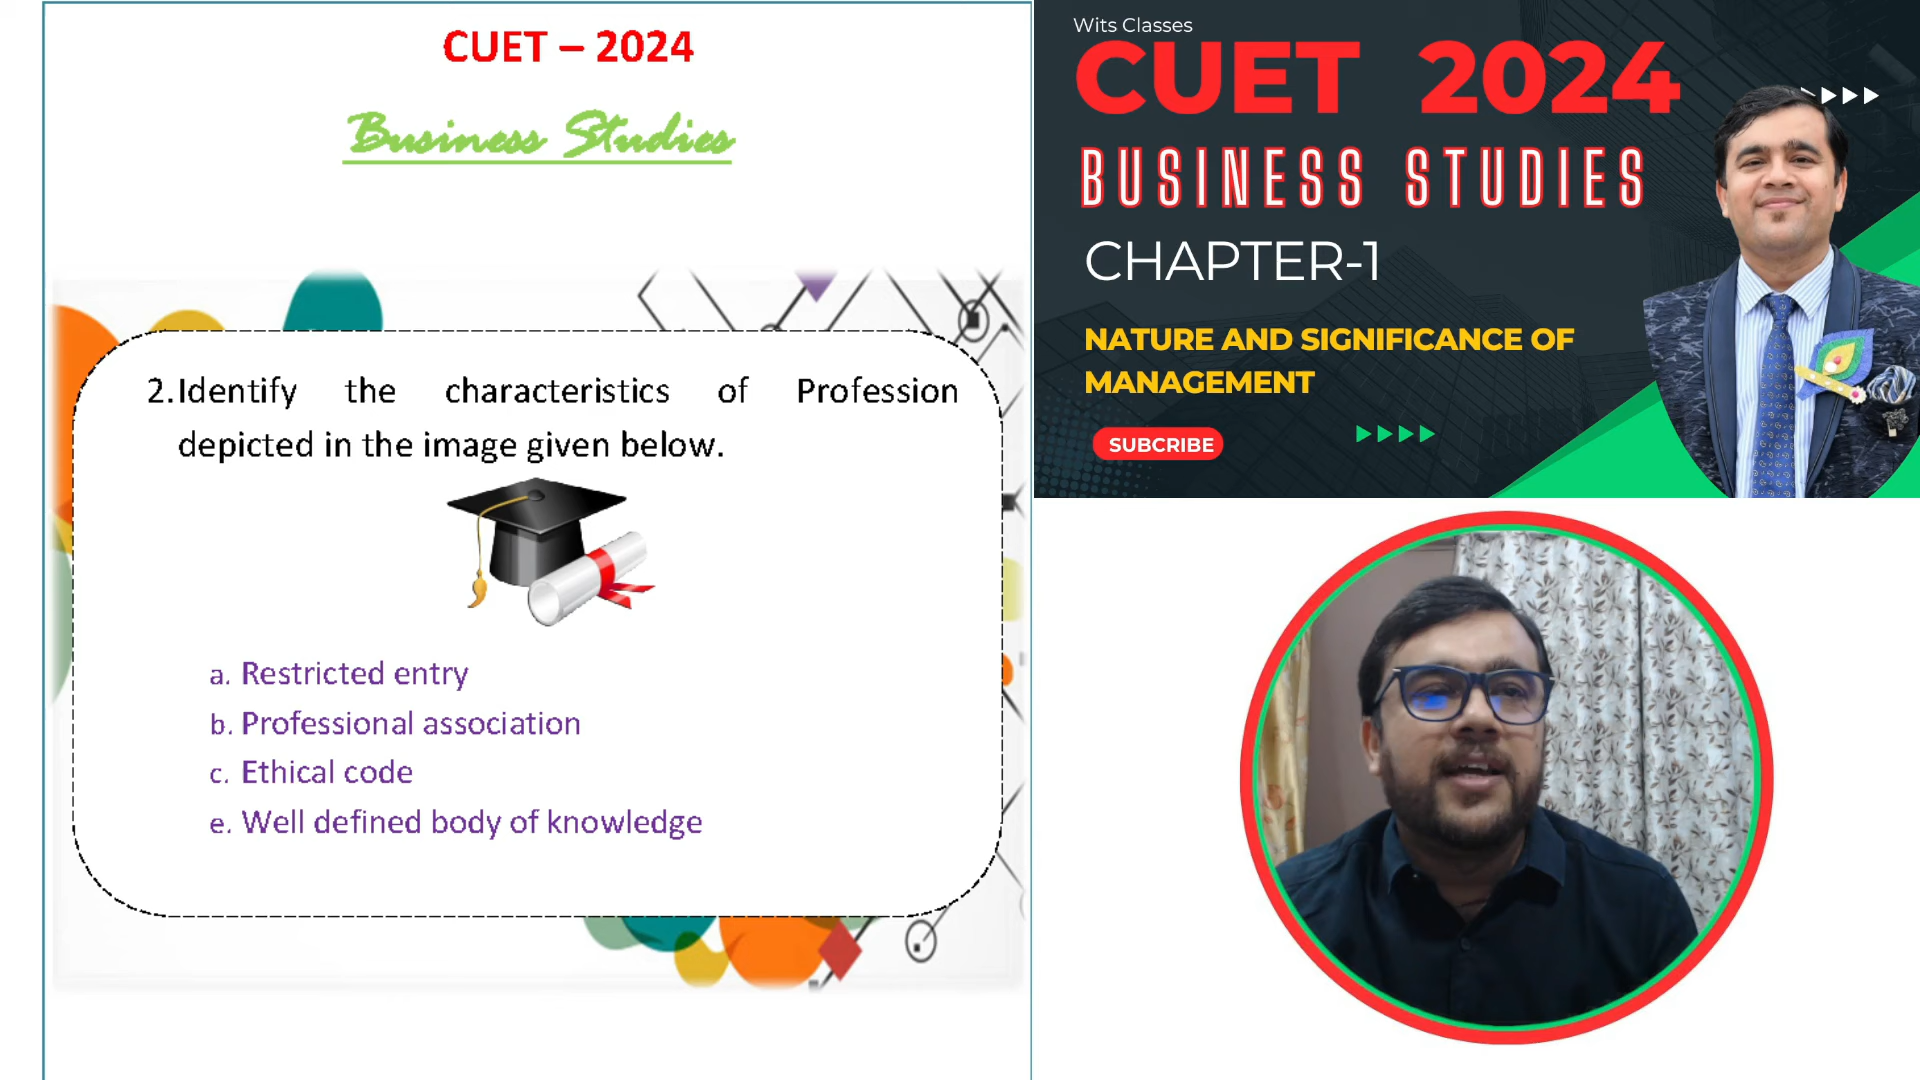 CUET – 2024
Business Studies
2. Identify the characteristics of Profession
depicted in the image given below.
a. Restricted entry
b. Professional association
c. Ethical code
e. Well defined body of knowledge
Wits Classes
CUET 2024
BUSINESS STUDIES
CHAPTER-1
NATURE AND SIGNIFICANCE OF
MANAGEMENT
SUBCRIBE